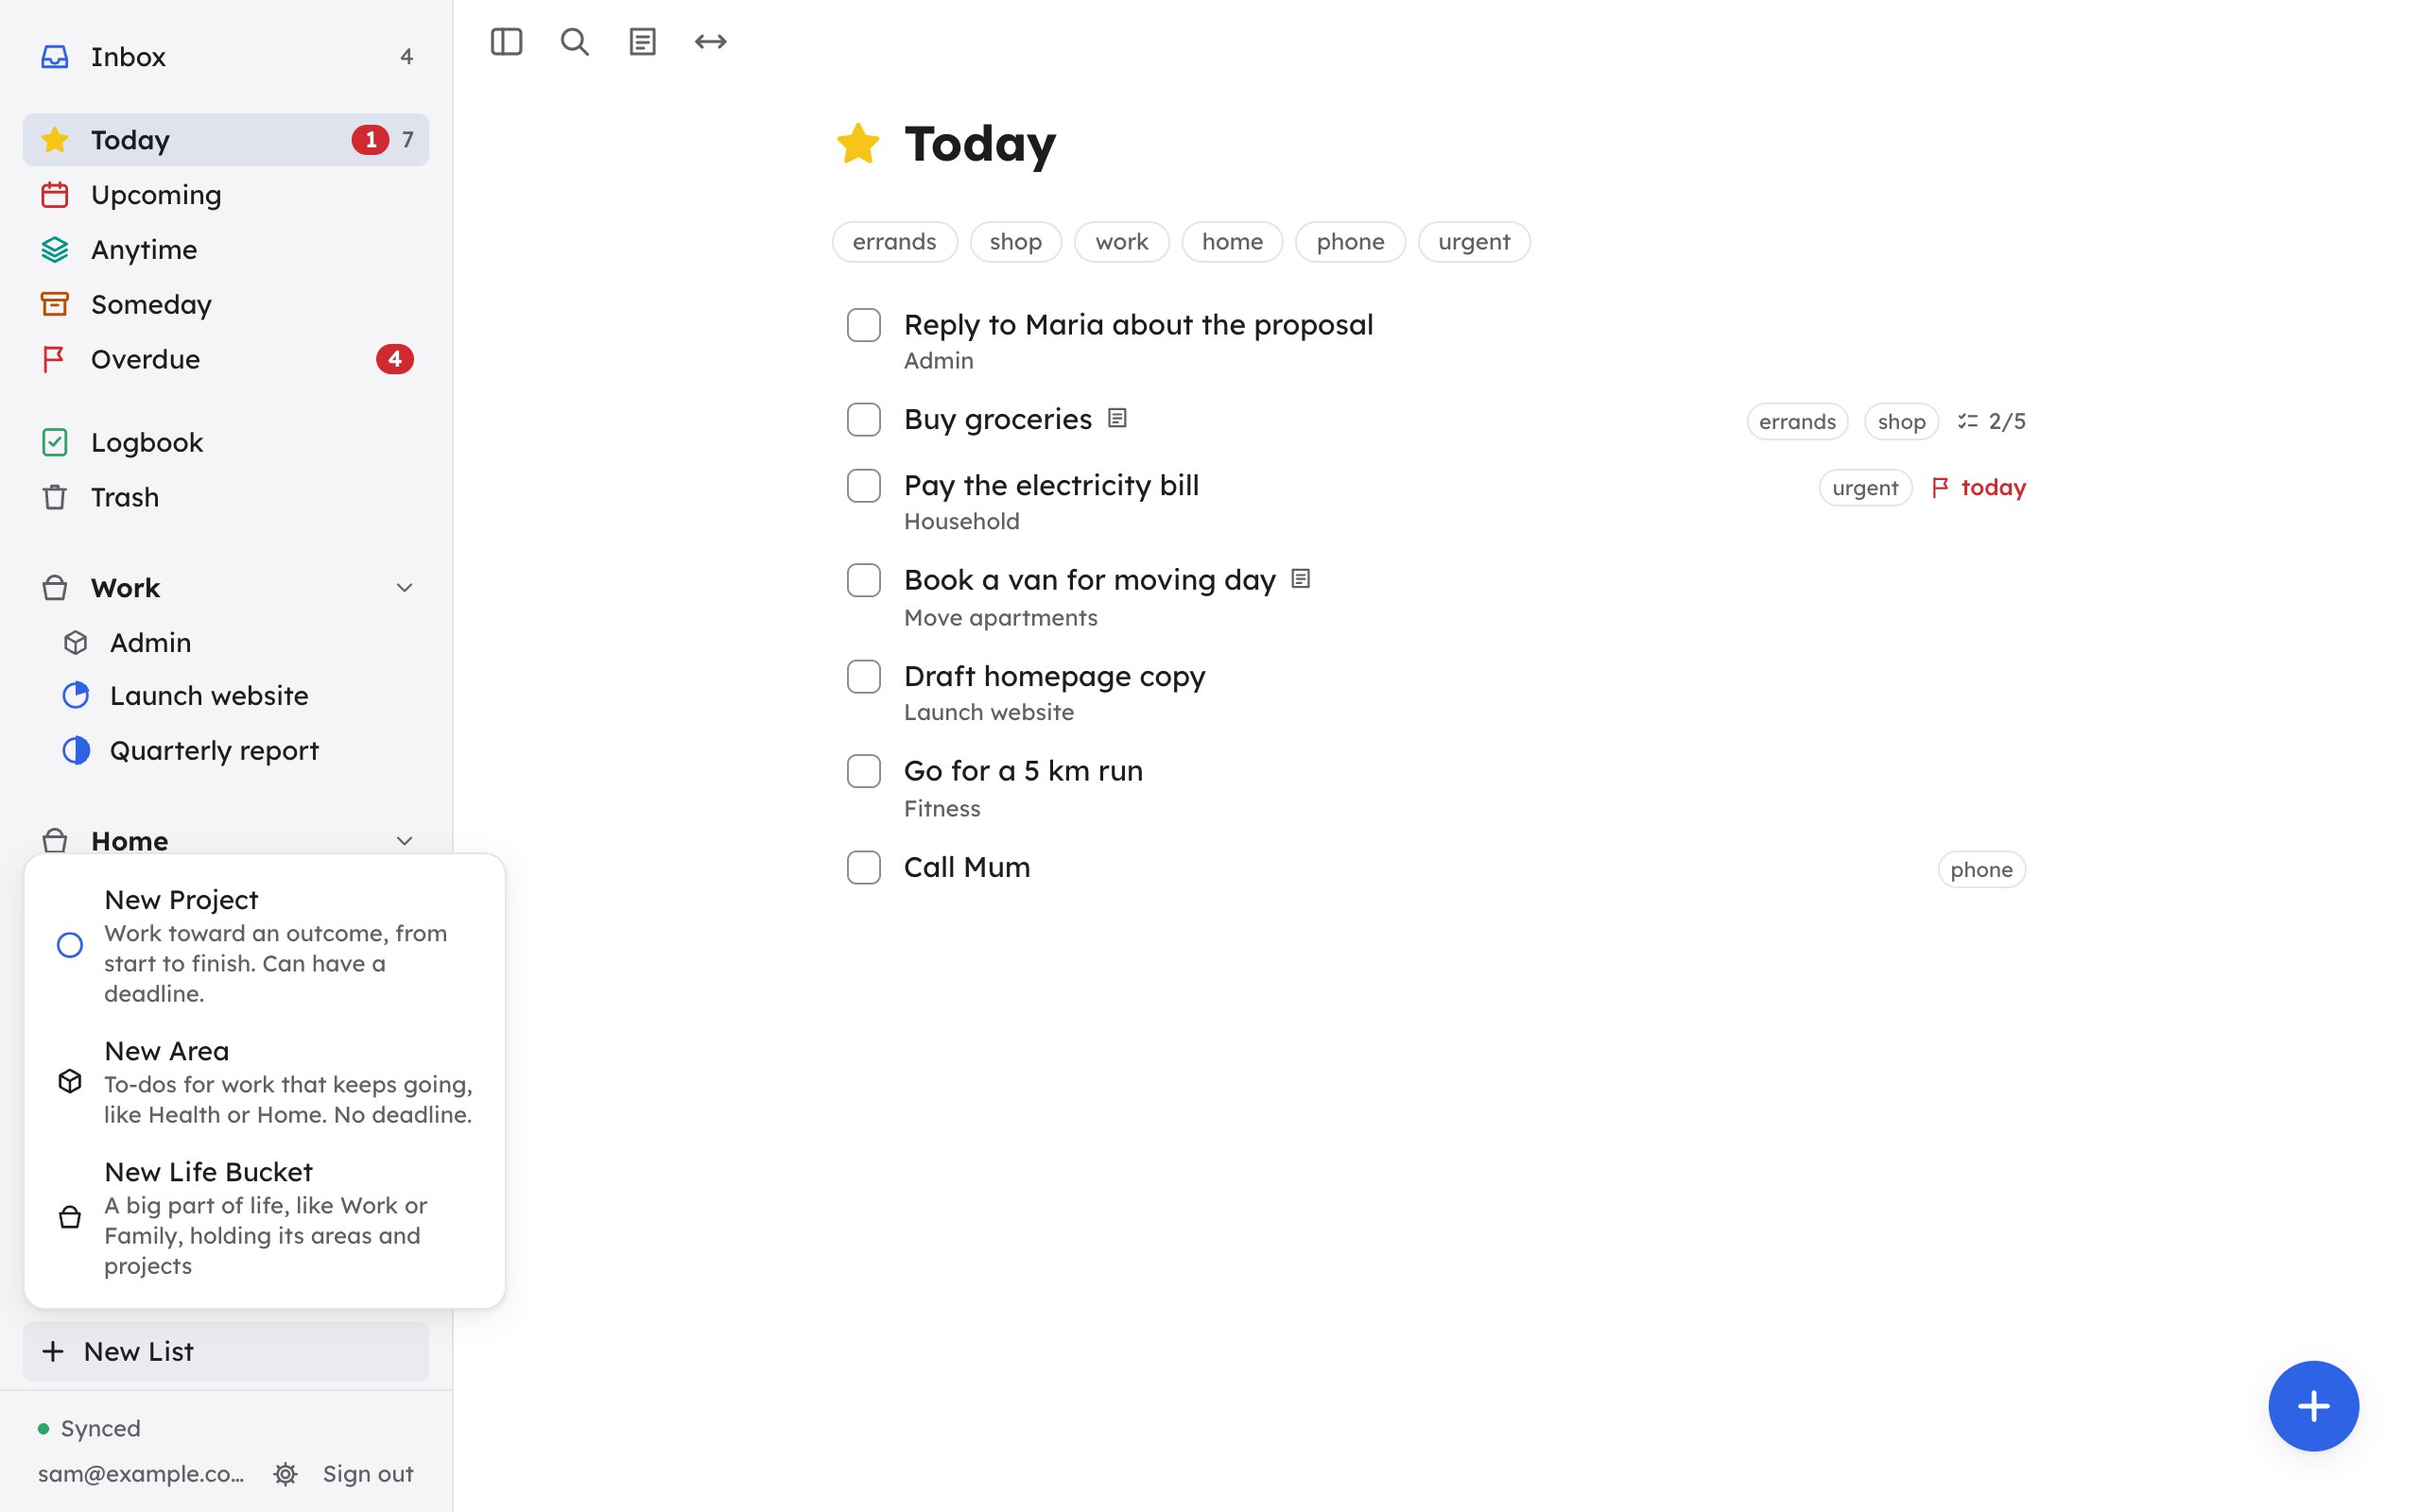 Inbox 4
Today 1 7
Upcoming
Anytime
Someday
Overdue 4
Logbook
Trash
Work
Admin
Launch website
Quarterly report
Home
New Project
Work toward an outcome, from
start to finish. Can have a
deadline.
New Area
To-dos for work that keeps going,
like Health or Home. No deadline.
New Life Bucket
A big part of life, like Work or
Family, holding its areas and
projects
New List
Synced
sam@example.co... Sign out
Today
errands shop work home phone urgent
Reply to Maria about the proposal
Admin
Buy groceries errands shop 2/5
Pay the electricity bill urgent today
Household
Book a van for moving day
Move apartments
Draft homepage copy
Launch website
Go for a 5 km run
Fitness
Call Mum phone